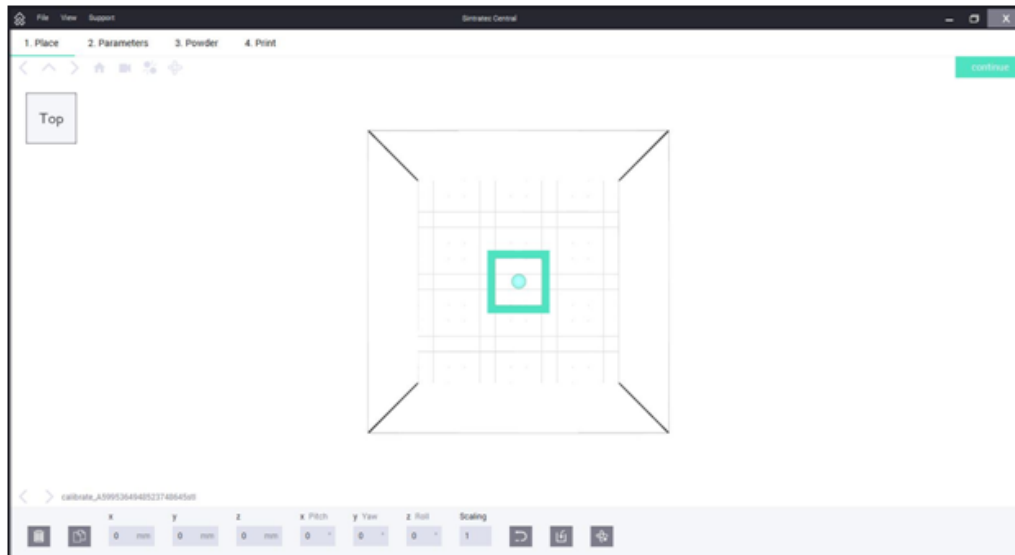 File View Support Sintratec Central X
1. Place 2. Parameters 3. Powder 4. Print
continue
Top
x y z x Pitch y Yaw z Roll Scaling
0 mm 0 mm 0 mm 0 ° 0 ° 0 ° 1